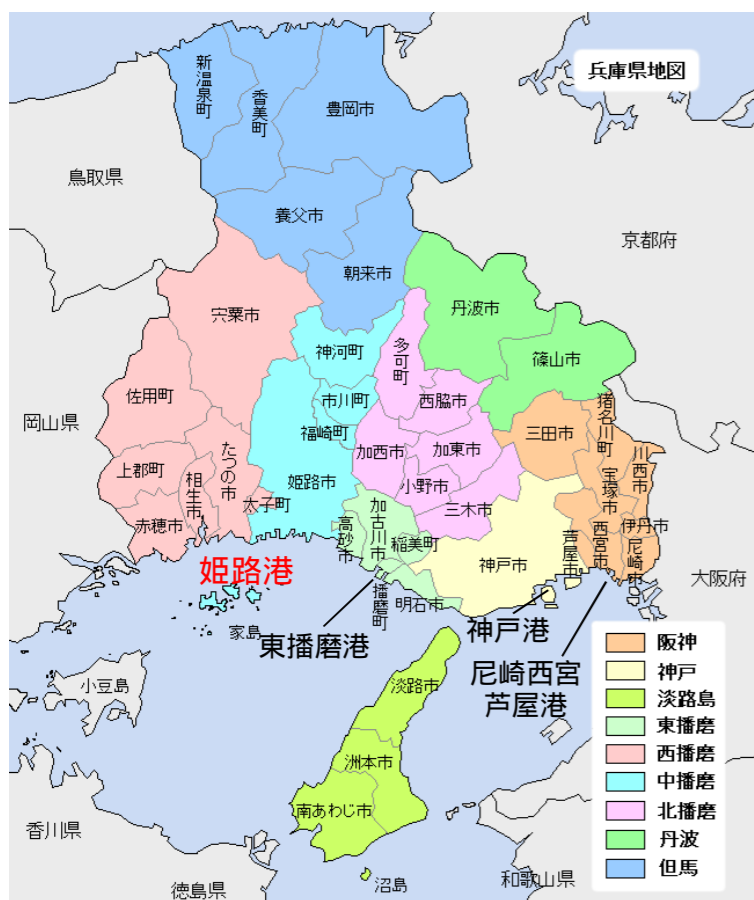 兵庫県地図
新温泉町
香美町
豊岡市
鳥取県
養父市
京都府
朝来市
宍粟市
丹波市
神河町
多可町
篠山市
佐用町
市川町
西脇市
猪名川町
岡山県
福崎町
加西市
加東市
三田市
川西市
たつの市
上郡町
相生市
姫路市
小野市
宝塚市
太子町
加古川市
三木市
赤穂市
高砂市
稲美町
伊丹市
芦屋市
西宮市
尼崎市
神戸市
姫路港
播磨町
明石市
大阪府
家島
東播磨港
神戸港
尼崎西宮
芦屋港
小豆島
淡路市
洲本市
南あわじ市
香川県
徳島県
沼島
和歌山県
阪神
神戸
淡路島
東播磨
西播磨
中播磨
北播磨
丹波
但馬